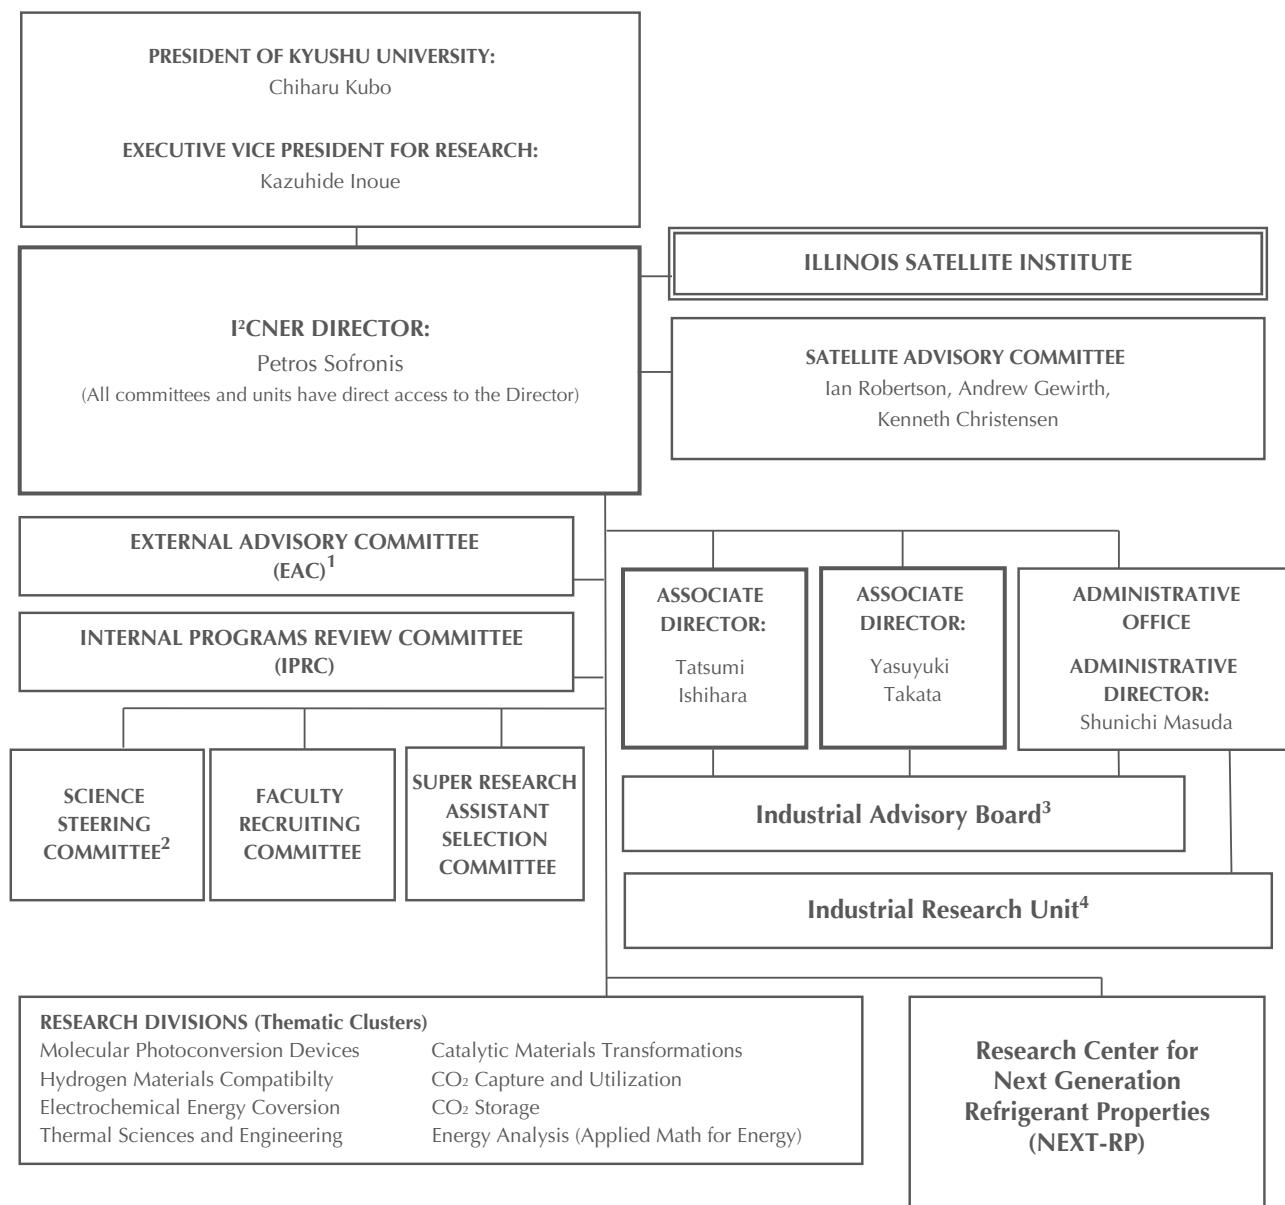 PRESIDENT OF KYUSHU UNIVERSITY:
Chiharu Kubo
EXECUTIVE VICE PRESIDENT FOR RESEARCH:
Kazuhide Inoue
I²CNER DIRECTOR:
Petros Sofronis
(All committees and units have direct access to the Director)
ILLINOIS SATELLITE INSTITUTE
SATELLITE ADVISORY COMMITTEE
Ian Robertson, Andrew Gewirth,
Kenneth Christensen
EXTERNAL ADVISORY COMMITTEE
(EAC)¹
INTERNAL PROGRAMS REVIEW COMMITTEE
(IPRC)
ASSOCIATE
DIRECTOR:
Tatsumi
Ishihara
ASSOCIATE
DIRECTOR:
Yasuyuki
Takata
ADMINISTRATIVE
OFFICE
ADMINISTRATIVE
DIRECTOR:
Shunichi Masuda
SCIENCE
STEERING
COMMITTEE²
FACULTY
RECRUITING
COMMITTEE
SUPER RESEARCH
ASSISTANT
SELECTION
COMMITTEE
Industrial Advisory Board³
Industrial Research Unit⁴
RESEARCH DIVISIONS (Thematic Clusters)
Molecular Photoconversion Devices
Hydrogen Materials Compatibilty
Electrochemical Energy Coversion
Thermal Sciences and Engineering
Catalytic Materials Transformations
CO₂ Capture and Utilization
CO₂ Storage
Energy Analysis (Applied Math for Energy)
Research Center for
Next Generation
Refrigerant Properties
(NEXT-RP)